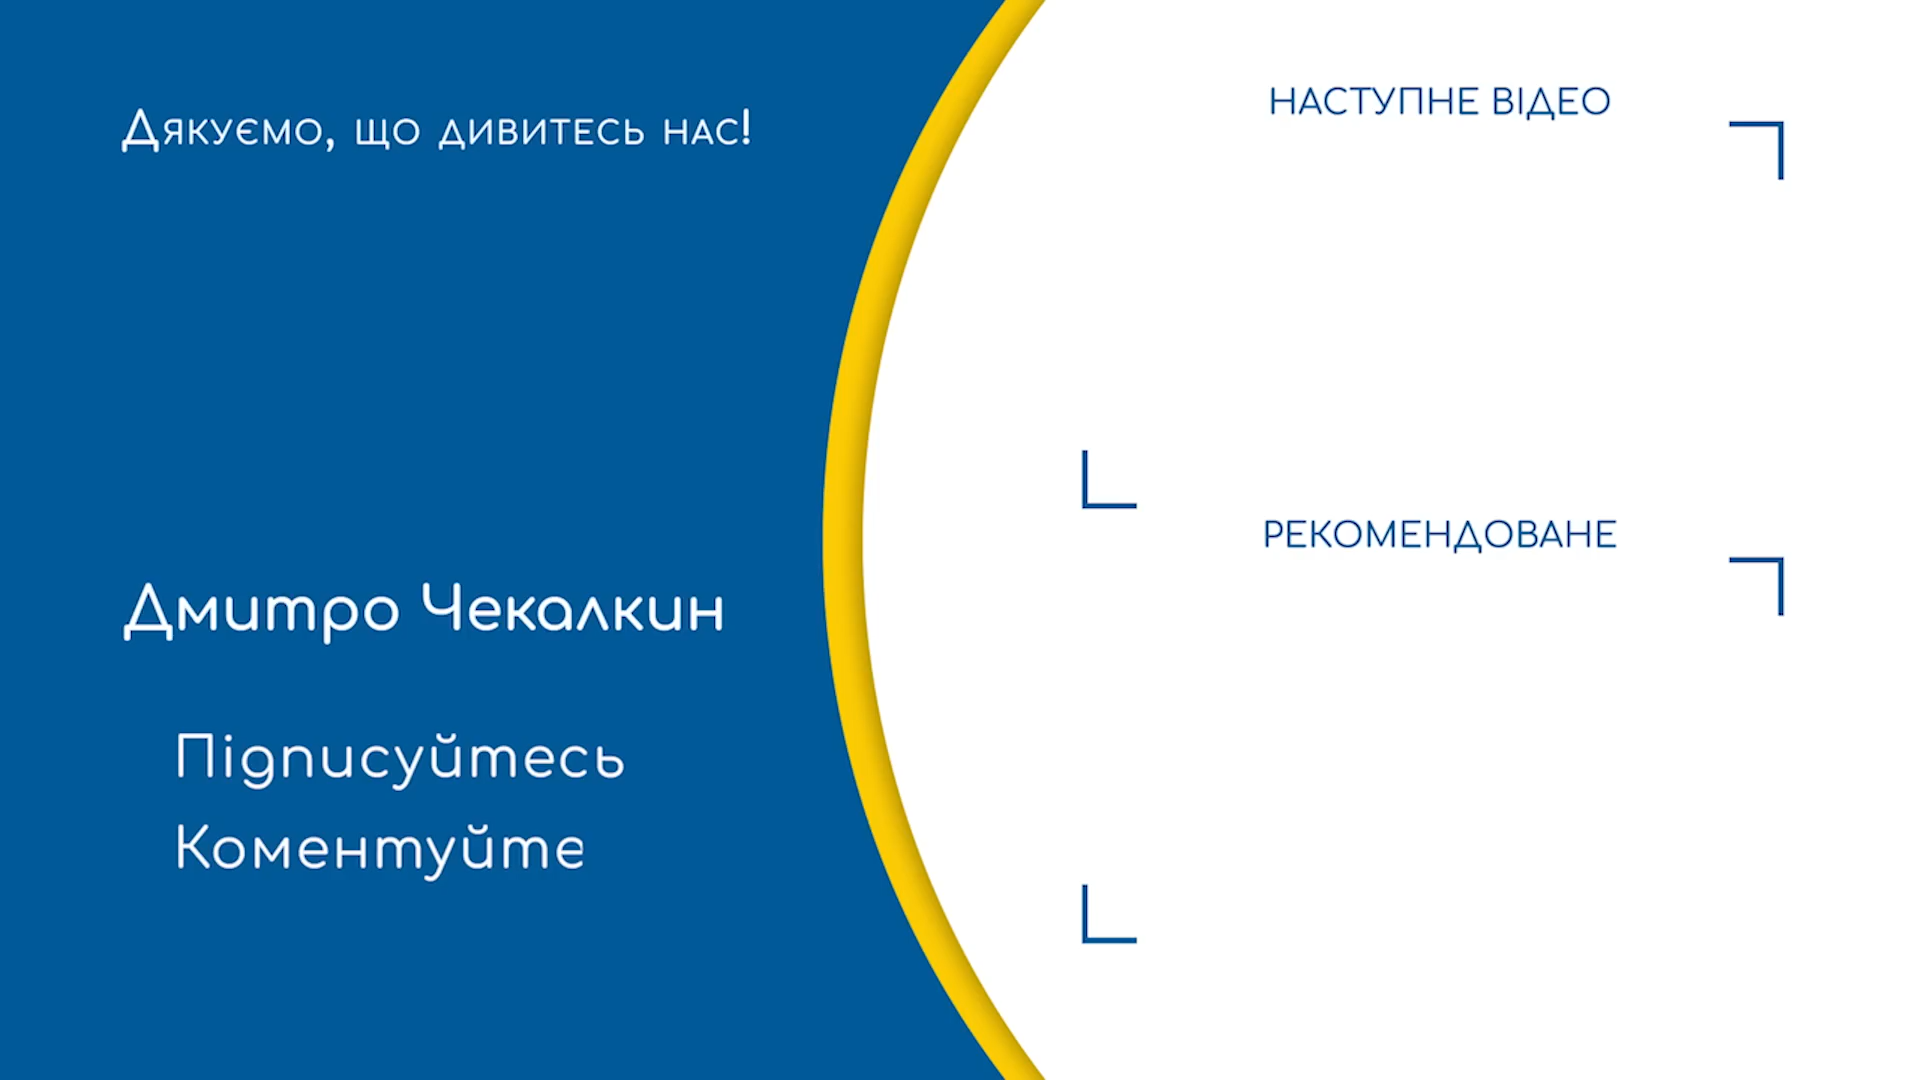 Дякуємо, що дивитесь нас!
Дмитро Чекалкин
Підписуйтесь
Коментуйте
НАСТУПНЕ ВІДЕО
РЕКОМЕНДОВАНЕ